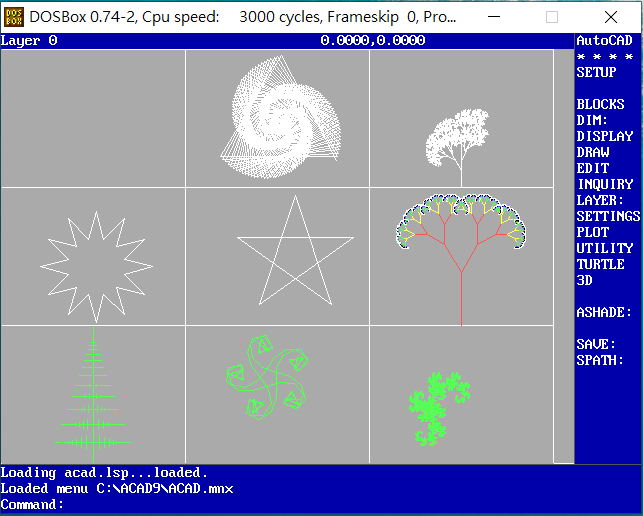 DOSBox 0.74-2, Cpu speed: 3000 cycles, Frameskip 0, Pro...
Layer 0 0.0000,0.0000
AutoCAD
* * * *
SETUP
BLOCKS
DIM:
DISPLAY
DRAW
EDIT
INQUIRY
LAYER:
SETTINGS
PLOT
UTILITY
TURTLE
3D
ASHADE:
SAVE:
SPATH:
Loading acad.lsp...loaded.
Loaded menu C:\ACAD9\ACAD.mnx
Command: